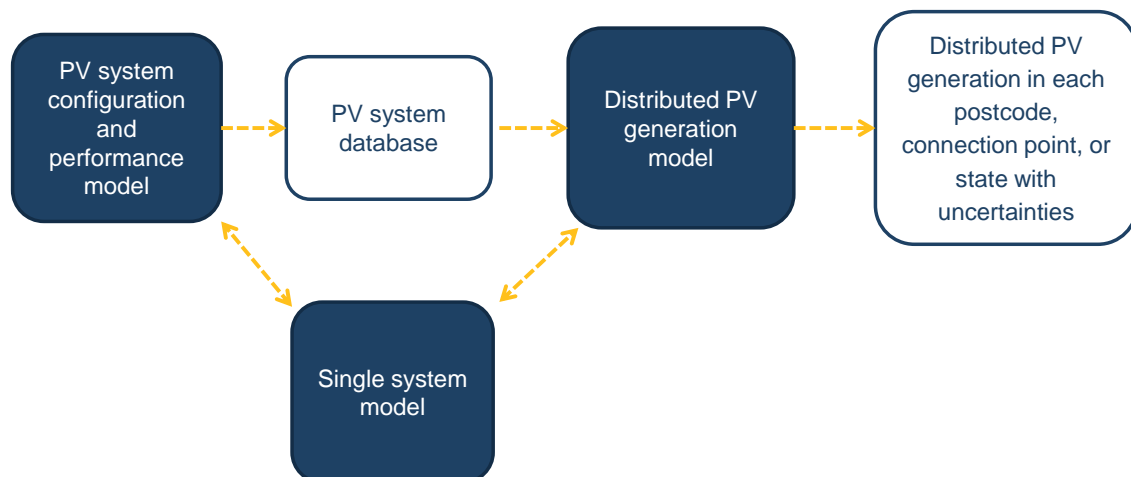 PV system
configuration
and
performance
model
PV system
database
Distributed PV
generation
model
Distributed PV
generation in each
postcode,
connection point, or
state with
uncertainties
Single system
model